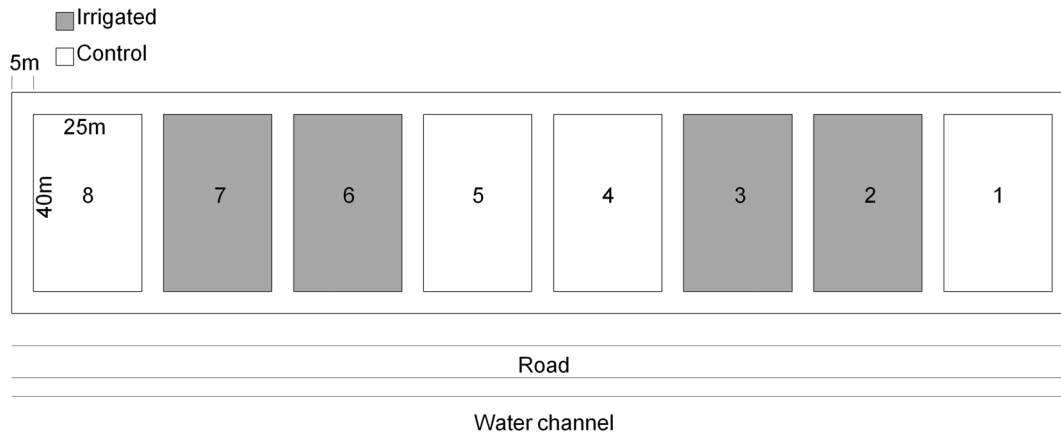 Irrigated
Control
5m
25m
40m
8 7 6 5 4 3 2 1
Road
Water channel